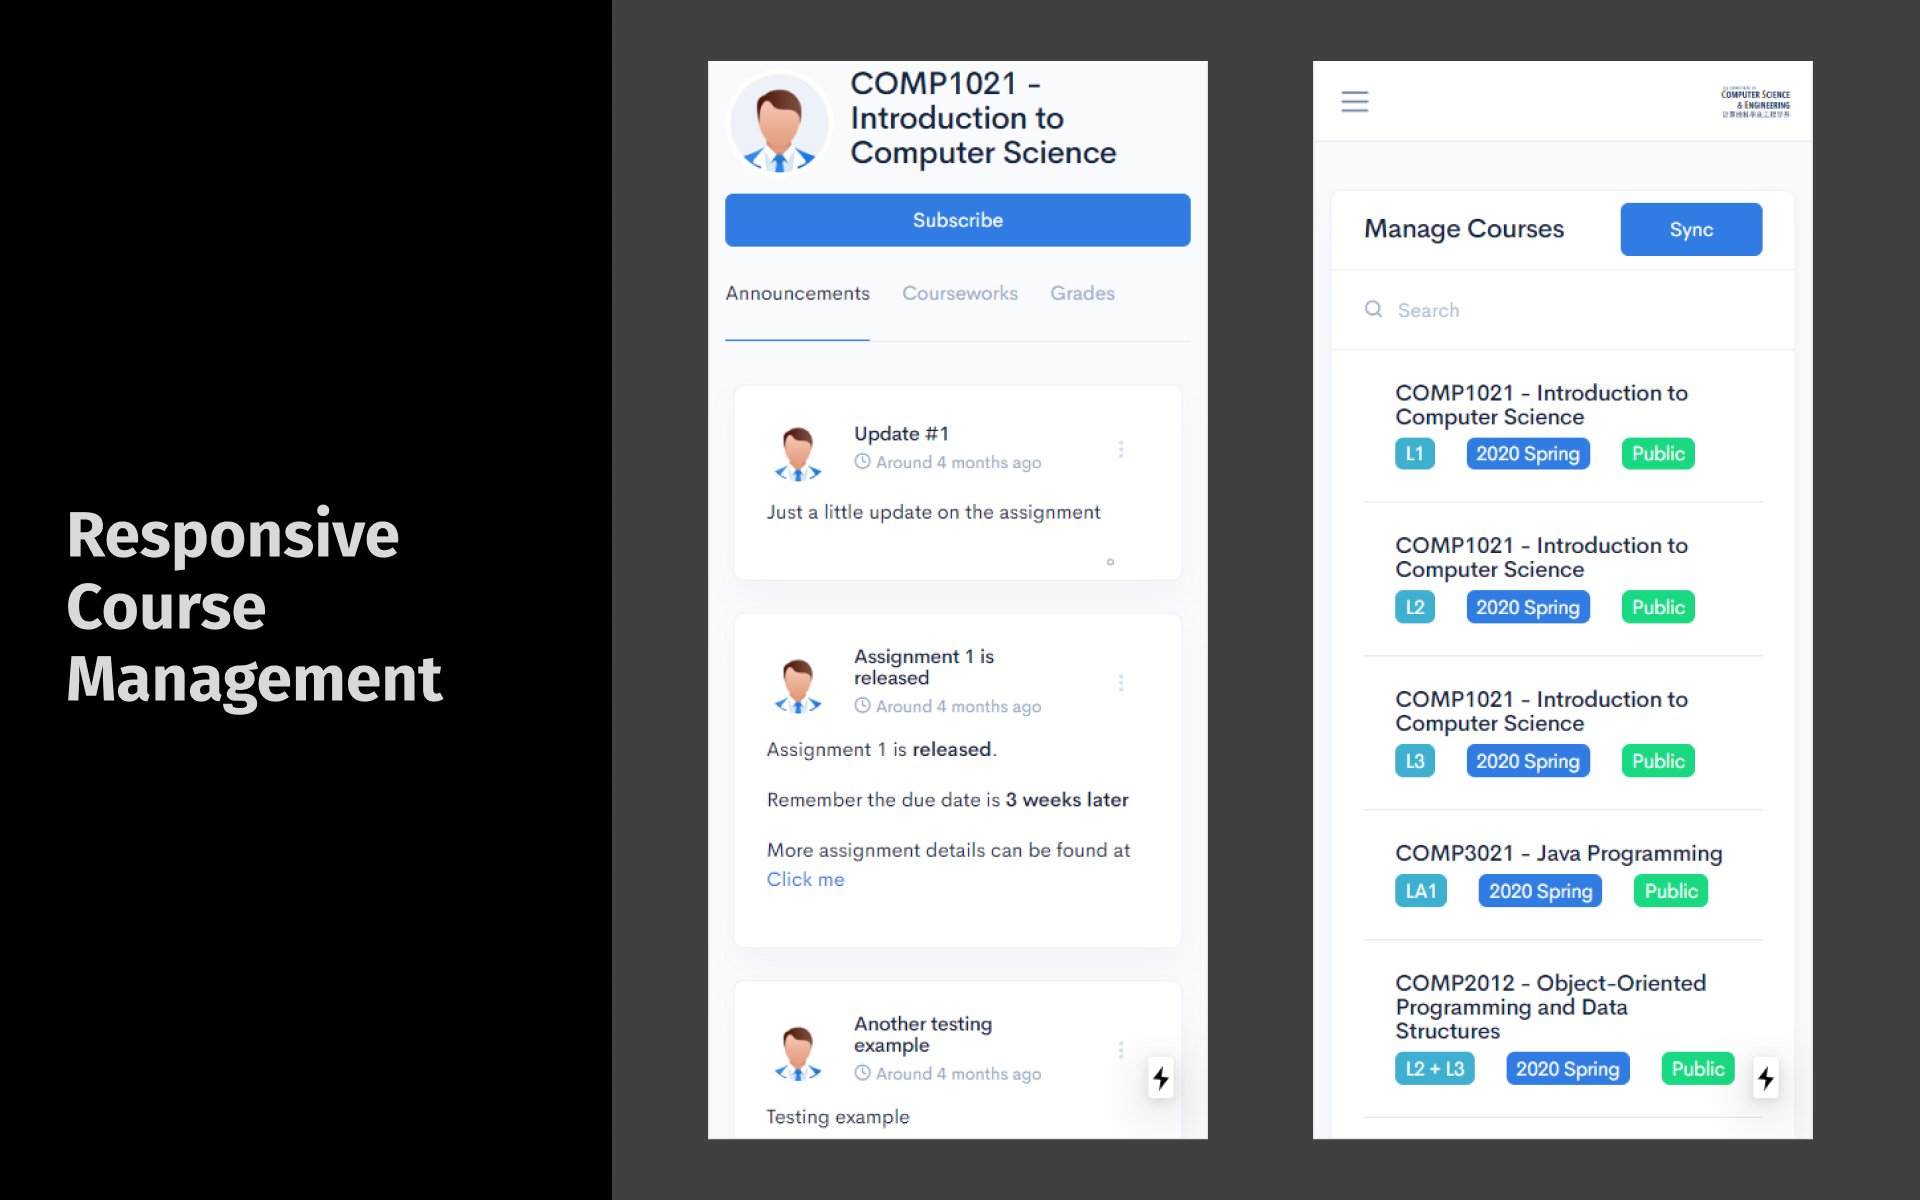 Responsive
Course
Management
COMP1021 -
Introduction to
Computer Science
Subscribe
Announcements Courseworks Grades
Update #1
Around 4 months ago
Just a little update on the assignment
Assignment 1 is
released
Around 4 months ago
Assignment 1 is released.
Remember the due date is 3 weeks later
More assignment details can be found at
Click me
Another testing
example
Around 4 months ago
Testing example
COMPUTER SCIENCE
& ENGINEERING
Manage Courses Sync
Search
COMP1021 - Introduction to
Computer Science
L1 2020 Spring Public
COMP1021 - Introduction to
Computer Science
L2 2020 Spring Public
COMP1021 - Introduction to
Computer Science
L3 2020 Spring Public
COMP3021 - Java Programming
LA1 2020 Spring Public
COMP2012 - Object-Oriented
Programming and Data
Structures
L2 + L3 2020 Spring Public